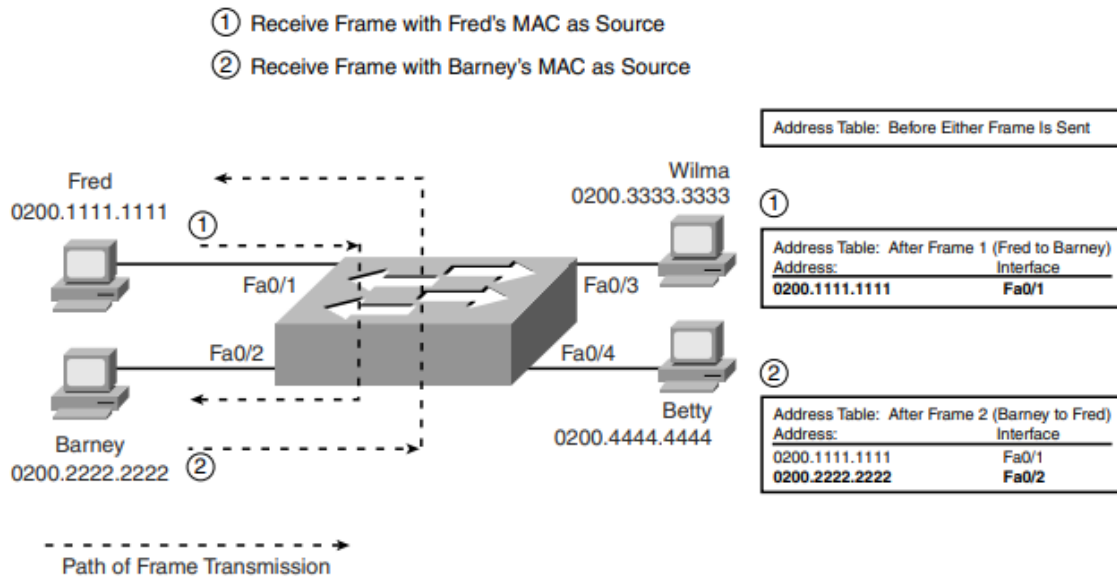 ① Receive Frame with Fred's MAC as Source
② Receive Frame with Barney's MAC as Source
Address Table: Before Either Frame Is Sent
Fred
0200.1111.1111
①
Wilma
0200.3333.3333
①
Address Table: After Frame 1 (Fred to Barney)
Address: Interface
0200.1111.1111 Fa0/1
Fa0/1
Fa0/3
Fa0/2
Fa0/4
Barney
0200.2222.2222
②
Betty
0200.4444.4444
②
Address Table: After Frame 2 (Barney to Fred)
Address: Interface
0200.1111.1111 Fa0/1
0200.2222.2222 Fa0/2
Path of Frame Transmission